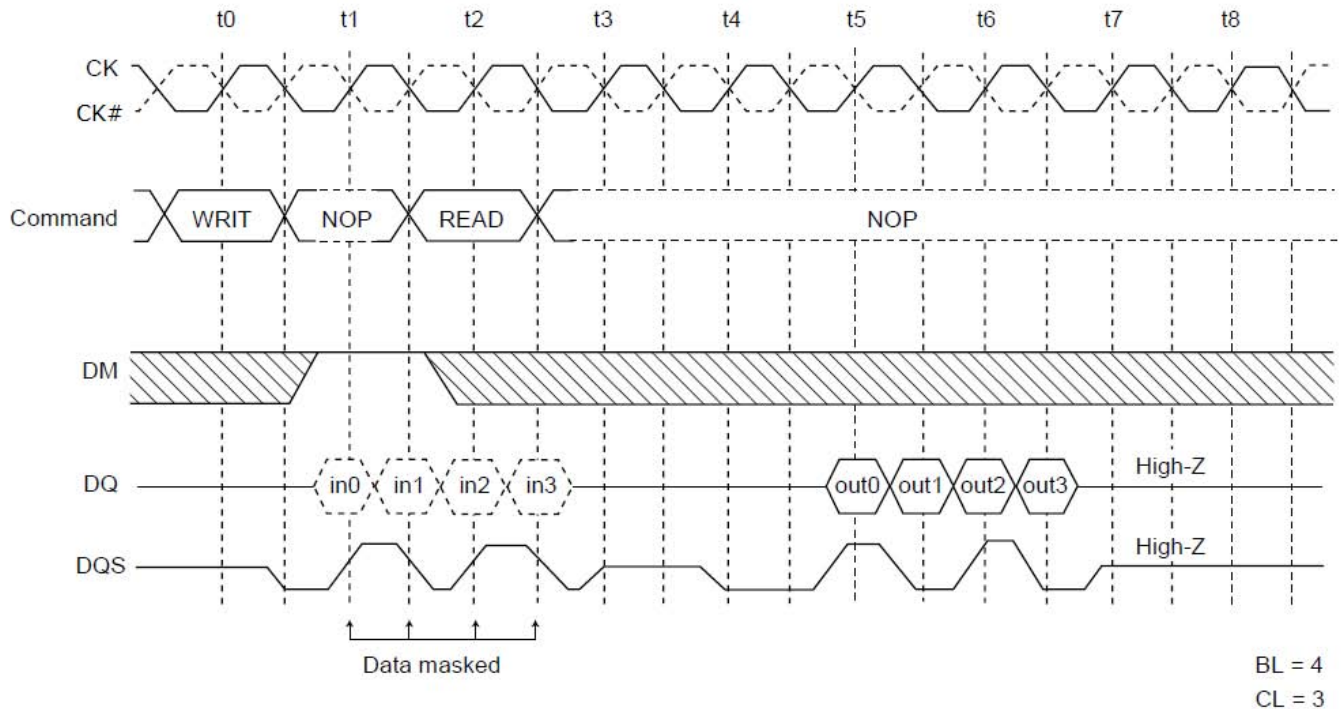 t0 t1 t2 t3 t4 t5 t6 t7 t8
CK
CK#
Command WRIT NOP READ NOP
DM
DQ in0 in1 in2 in3 out0 out1 out2 out3 High-Z
DQS High-Z
Data masked
BL = 4
CL = 3